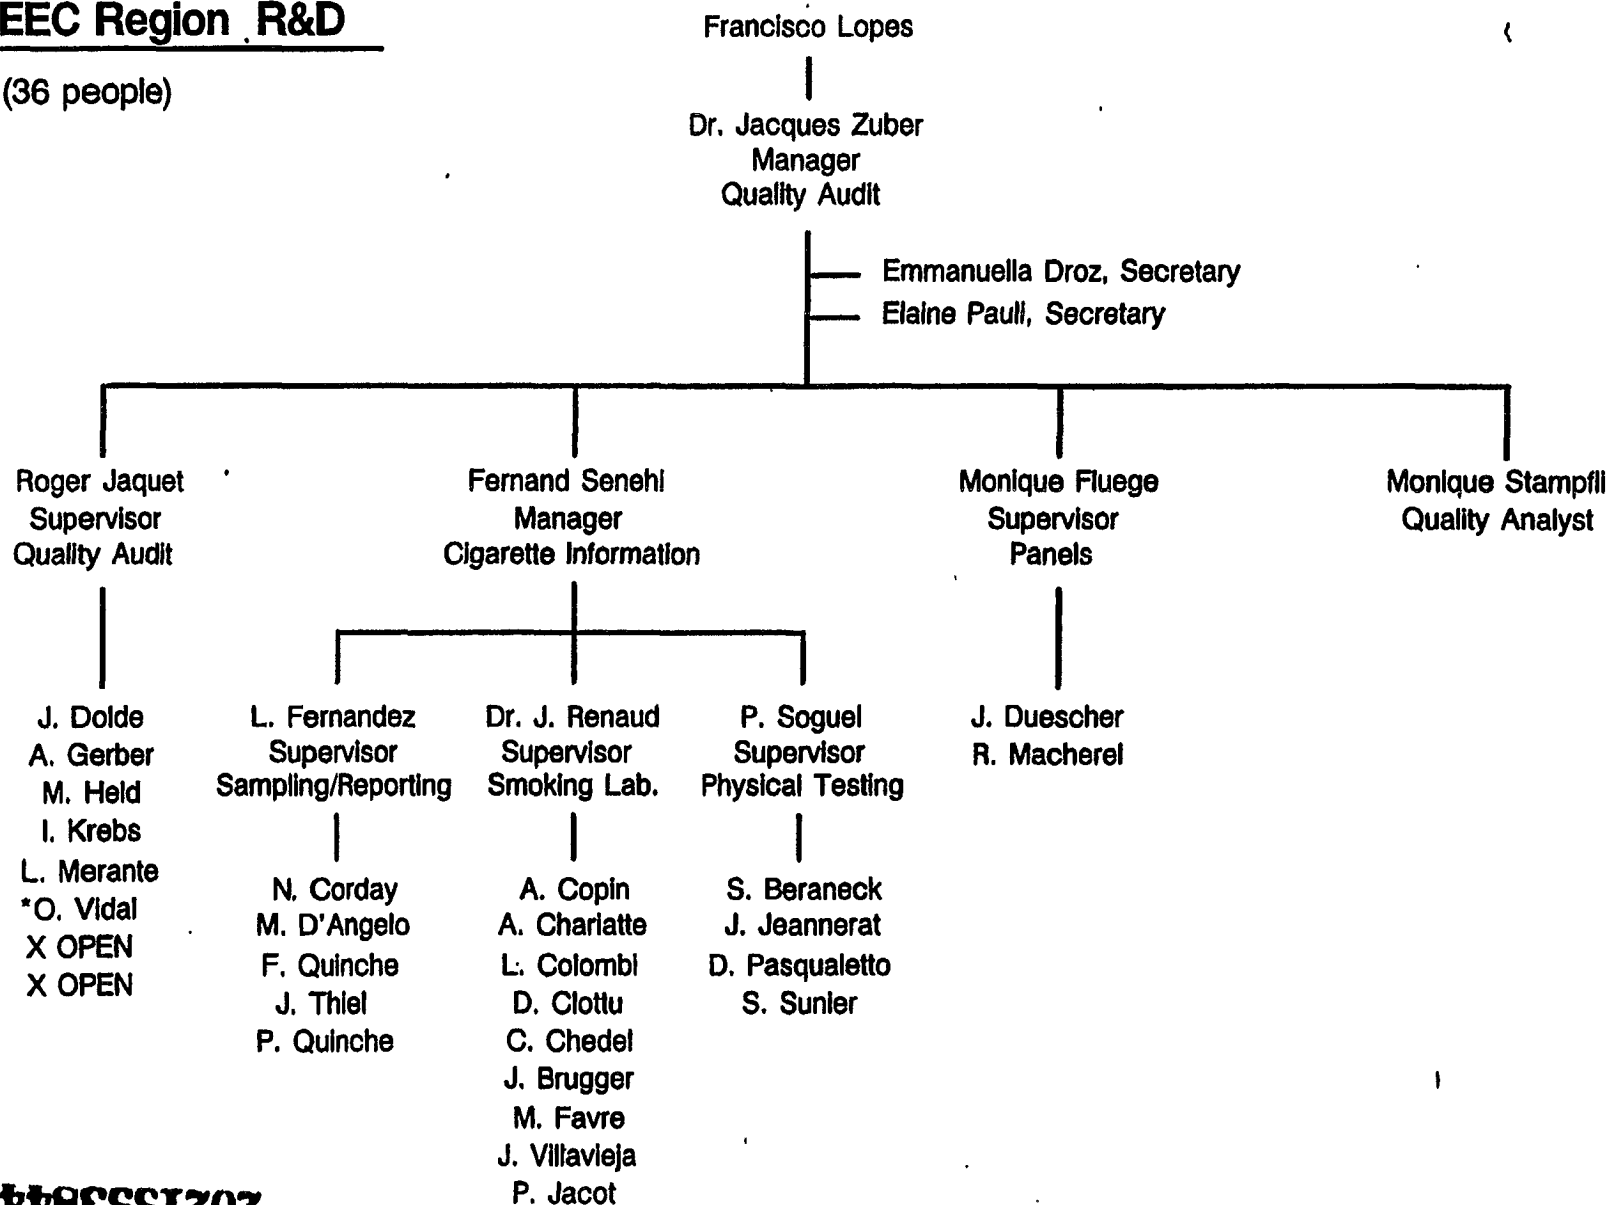 EEC Region R&D
(36 people)
Francisco Lopes
Dr. Jacques Zuber
Manager
Quality Audit
Emmanuella Droz, Secretary
Elaine Pauli, Secretary
Roger Jaquet
Supervisor
Quality Audit
Fernand Senehi
Manager
Cigarette Information
Monique Fluege
Supervisor
Panels
Monique Stampfli
Quality Analyst
J. Dolde
A. Gerber
M. Held
I. Krebs
L. Merante
*O. Vidal
X OPEN
X OPEN
L. Fernandez
Supervisor
Sampling/Reporting
N. Corday
M. D'Angelo
F. Quinche
J. Thiel
P. Quinche
Dr. J. Renaud
Supervisor
Smoking Lab.
A. Copin
A. Charlatte
L. Colombi
D. Clottu
C. Chedel
J. Brugger
M. Favre
J. Villavieja
P. Jacot
P. Soguel
Supervisor
Physical Testing
S. Beraneck
J. Jeannerat
D. Pasqualetto
S. Sunier
J. Duescher
R. Macherel